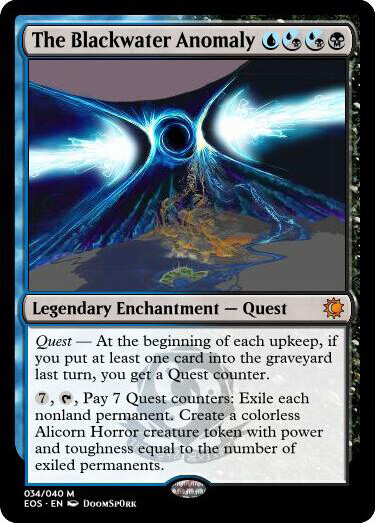 The Blackwater Anomaly
Legendary Enchantment — Quest
Quest — At the beginning of each upkeep, if
you put at least one card into the graveyard
last turn, you get a Quest counter.
7, , Pay 7 Quest counters: Exile each
nonland permanent. Create a colorless
Alicorn Horror creature token with power
and toughness equal to the number of
exiled permanents.
034/040 M
EOS • EN DoomSp0rk